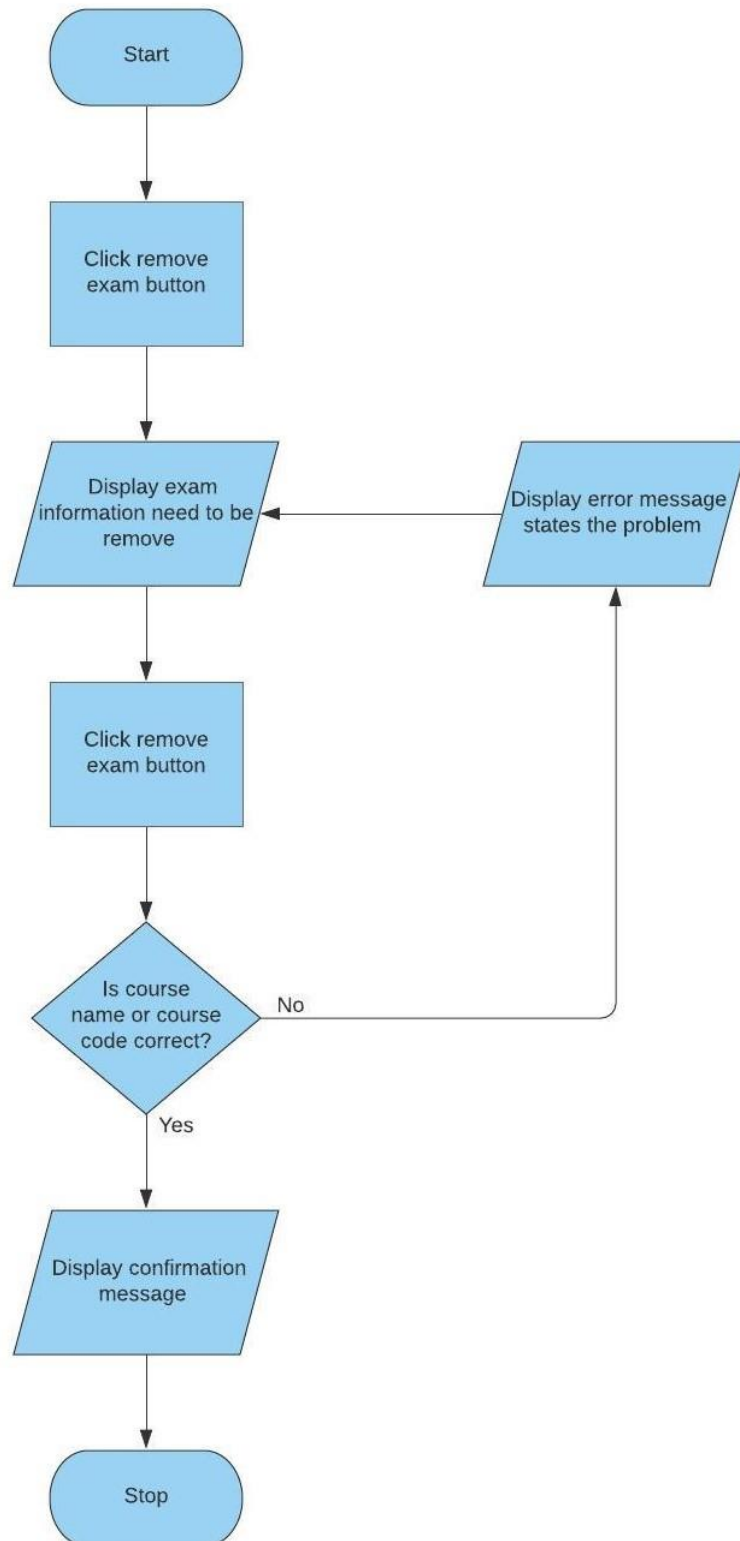 Start
Click remove
exam button
Display exam
information need to be
remove
Display error message
states the problem
Click remove
exam button
Is course
name or course
code correct?
No
Yes
Display confirmation
message
Stop